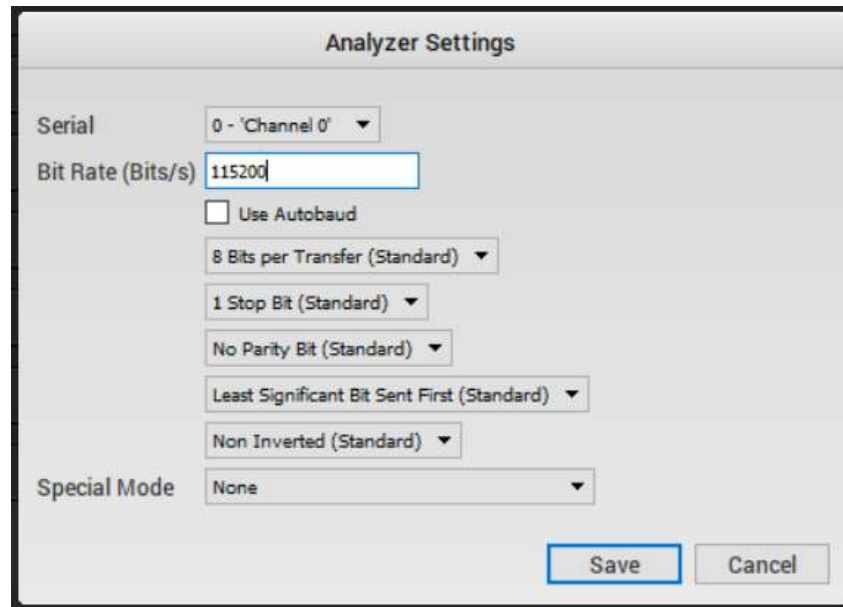 Analyzer Settings
Serial 0 - 'Channel 0'
Bit Rate (Bits/s) 115200
Use Autobaud
8 Bits per Transfer (Standard)
1 Stop Bit (Standard)
No Parity Bit (Standard)
Least Significant Bit Sent First (Standard)
Non Inverted (Standard)
Special Mode None
Save Cancel